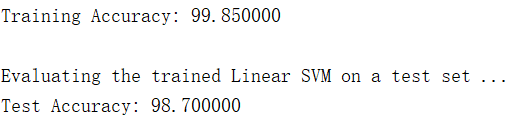 Training Accuracy: 99.850000
Evaluating the trained Linear SVM on a test set ...
Test Accuracy: 98.700000